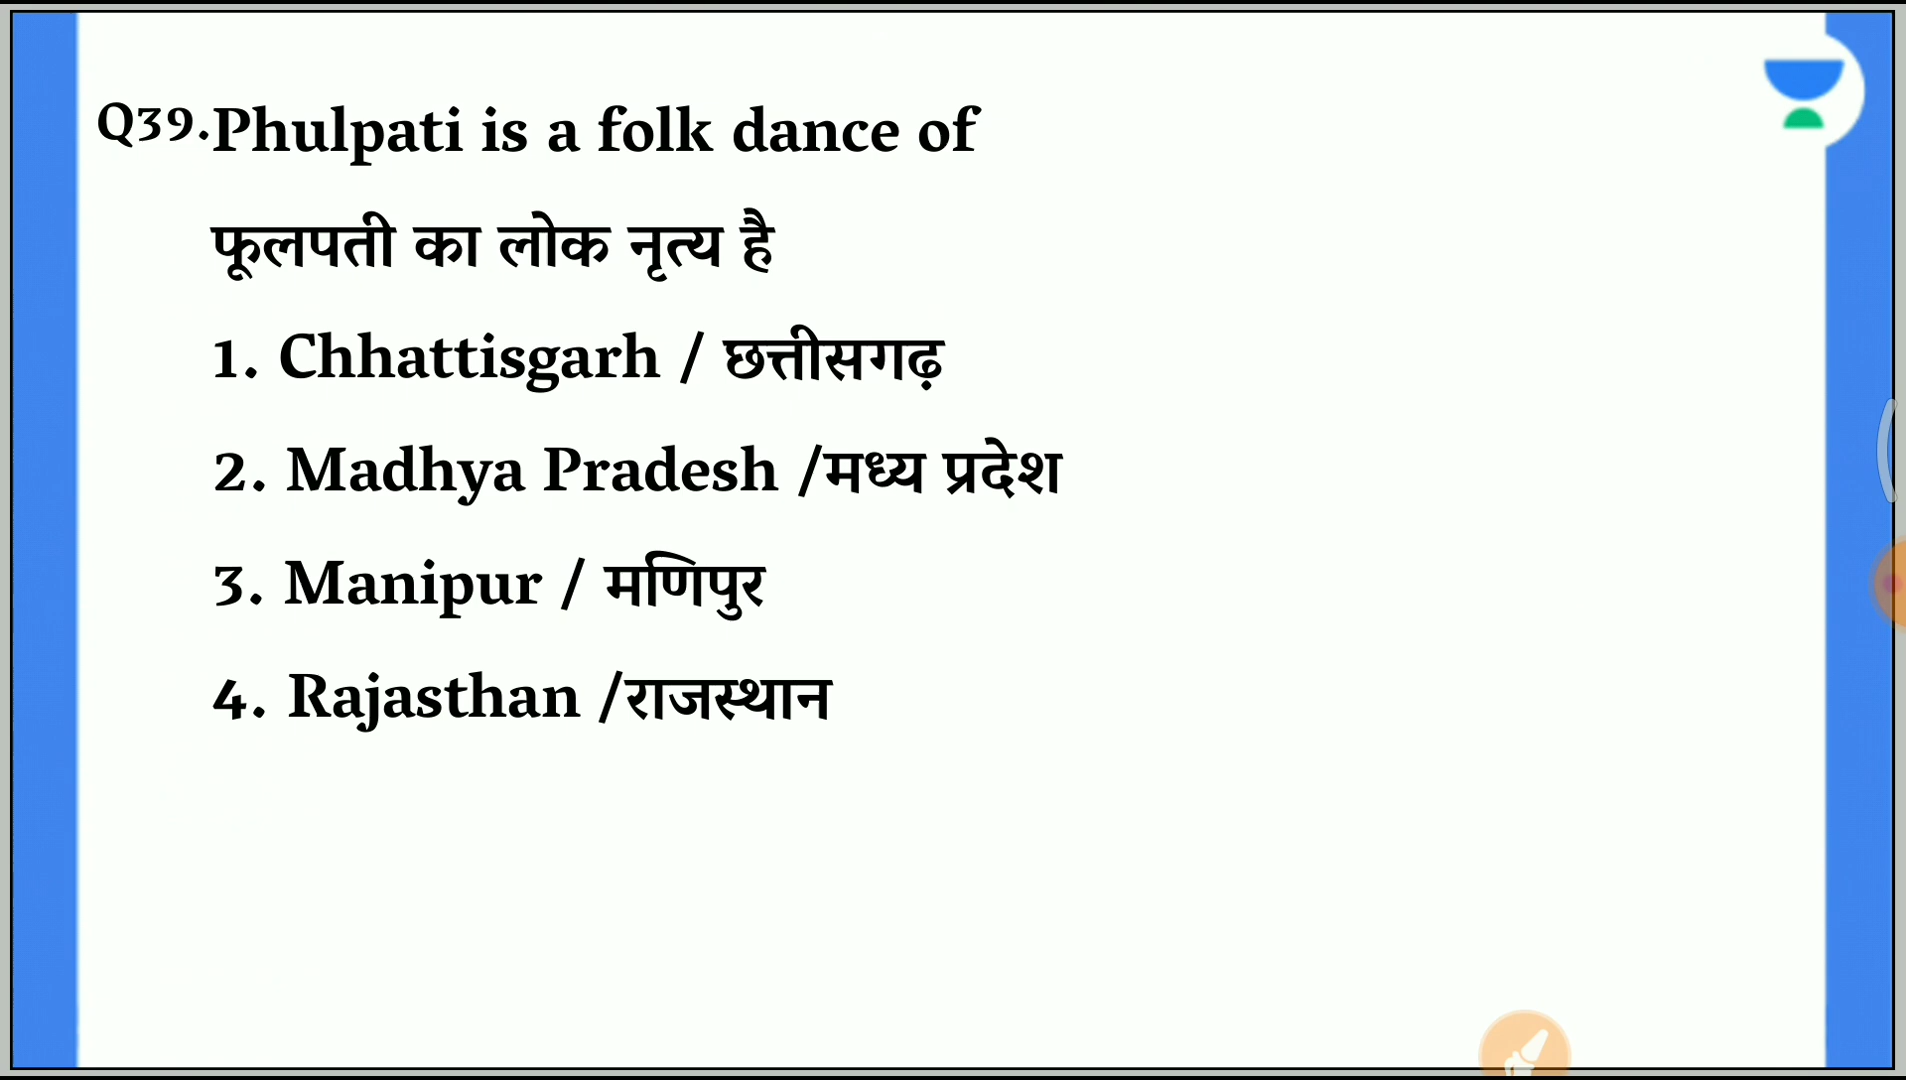 Q39.Phulpati is a folk dance of
फूलपती का लोक नृत्य है
1. Chhattisgarh / छत्तीसगढ़
2. Madhya Pradesh /मध्य प्रदेश
3. Manipur / मणिपुर
4. Rajasthan /राजस्थान